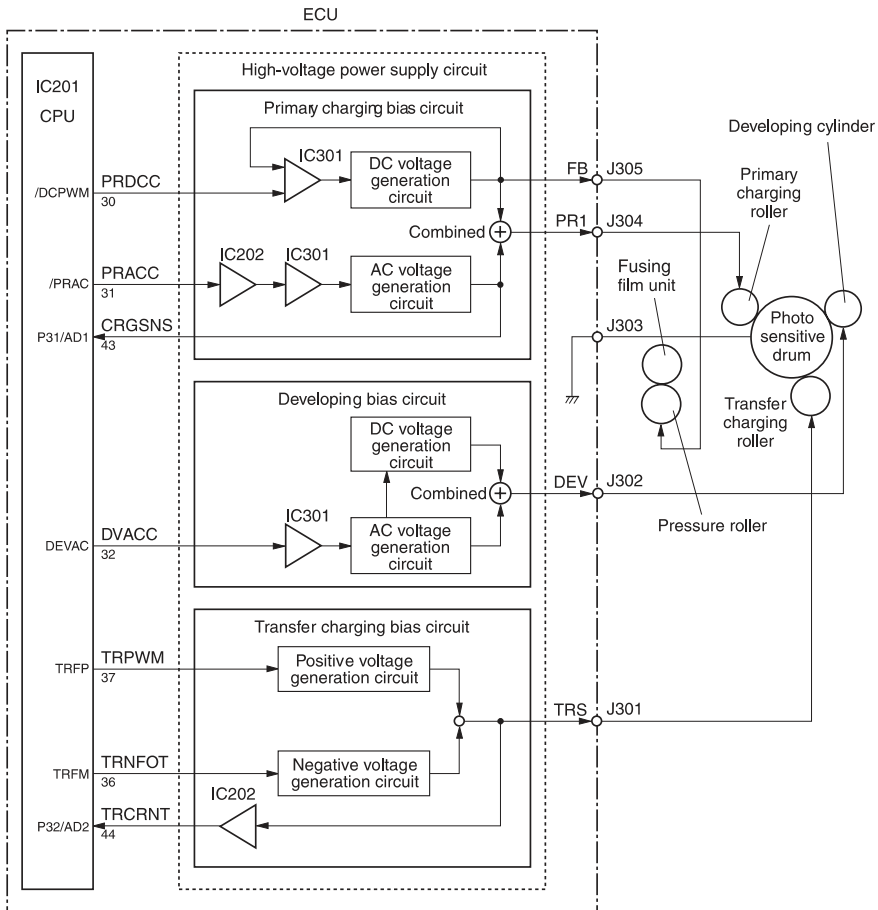 ECU
IC201
CPU
High-voltage power supply circuit
Primary charging bias circuit
IC301
DC voltage
generation
circuit
/DCPWM
PRDCC
30
FB
J305
Combined
PR1
J304
IC202
IC301
AC voltage
generation
circuit
/PRAC
PRACC
31
P31/AD1
CRGSNS
43
J303
Developing cylinder
Primary
charging
roller
Fusing
film unit
Photo
sensitive
drum
Transfer
charging
roller
Pressure roller
Developing bias circuit
DC voltage
generation
circuit
Combined
DEV
J302
IC301
AC voltage
generation
circuit
DEVAC
DVACC
32
Transfer charging bias circuit
TRFP
TRPWM
37
Positive voltage
generation circuit
TRS
J301
TRFM
TRNFOT
36
Negative voltage
generation circuit
IC202
P32/AD2
TRCRNT
44